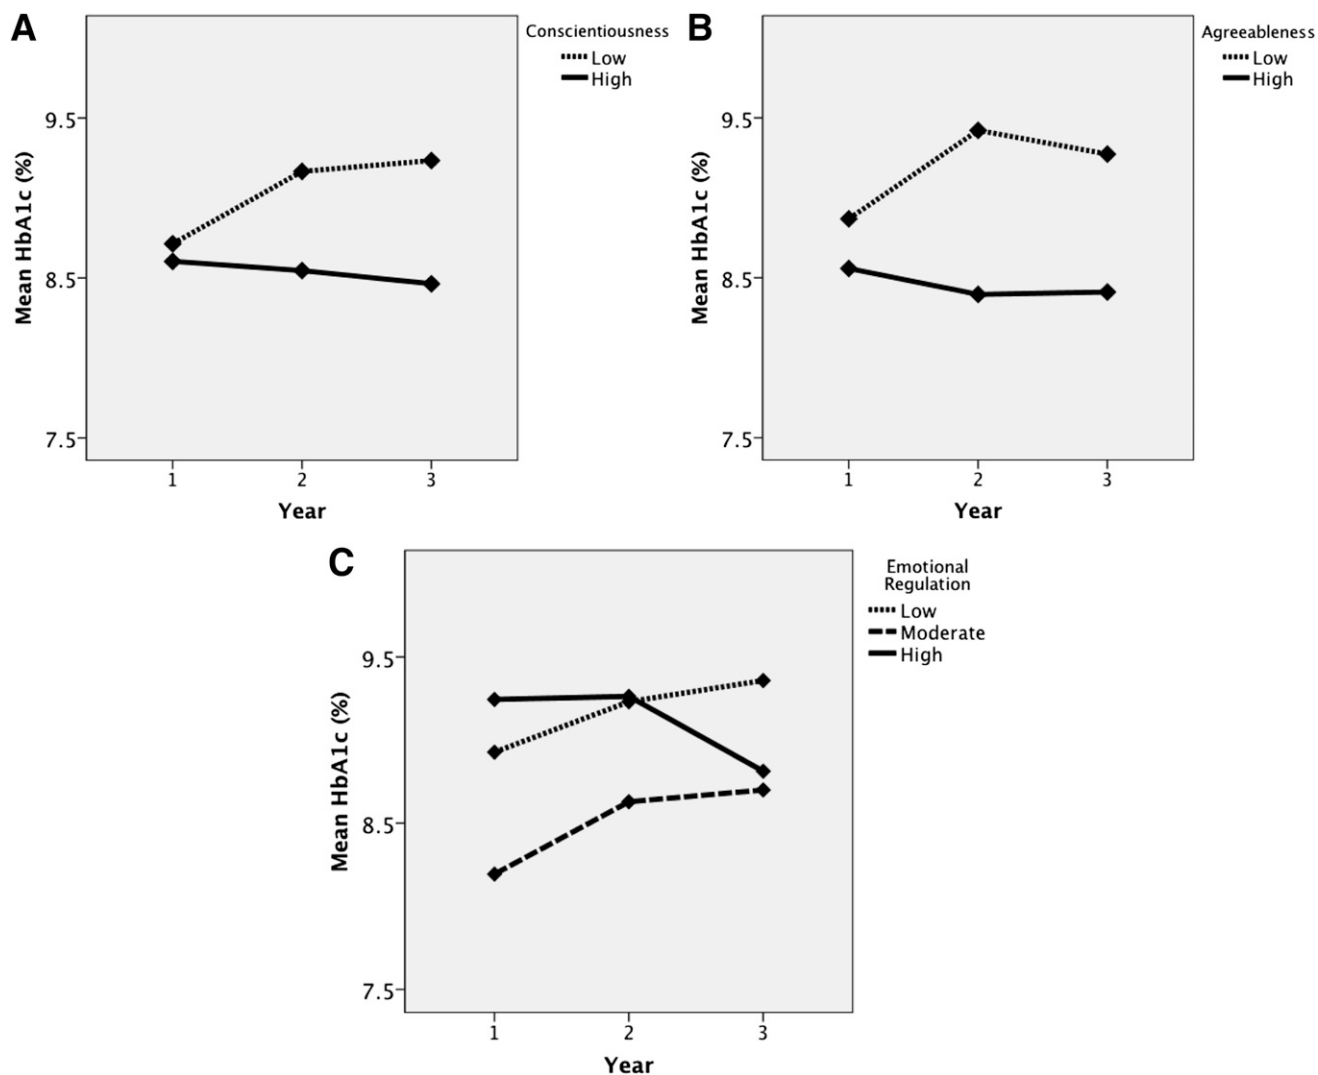 A
Conscientiousness
Low
High
9.5
8.5
7.5
Mean HbA1c (%)
1 2 3
Year
B
Agreeableness
Low
High
9.5
8.5
7.5
Mean HbA1c (%)
1 2 3
Year
C
Emotional
Regulation
Low
Moderate
High
9.5
8.5
7.5
Mean HbA1c (%)
1 2 3
Year